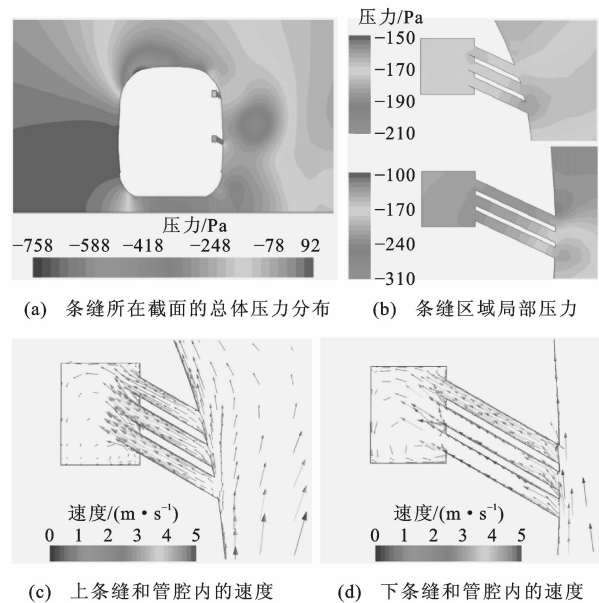 压力/Pa
−758 −588 −418 −248 −78 92
(a) 条缝所在截面的总体压力分布
压力/Pa
−150
−170
−190
−210
−100
−170
−240
−310
(b) 条缝区域局部压力
速度/(m·s⁻¹)
0 1 2 3 4 5
(c) 上条缝和管腔内的速度
速度/(m·s⁻¹)
0 1 2 3 4 5
(d) 下条缝和管腔内的速度